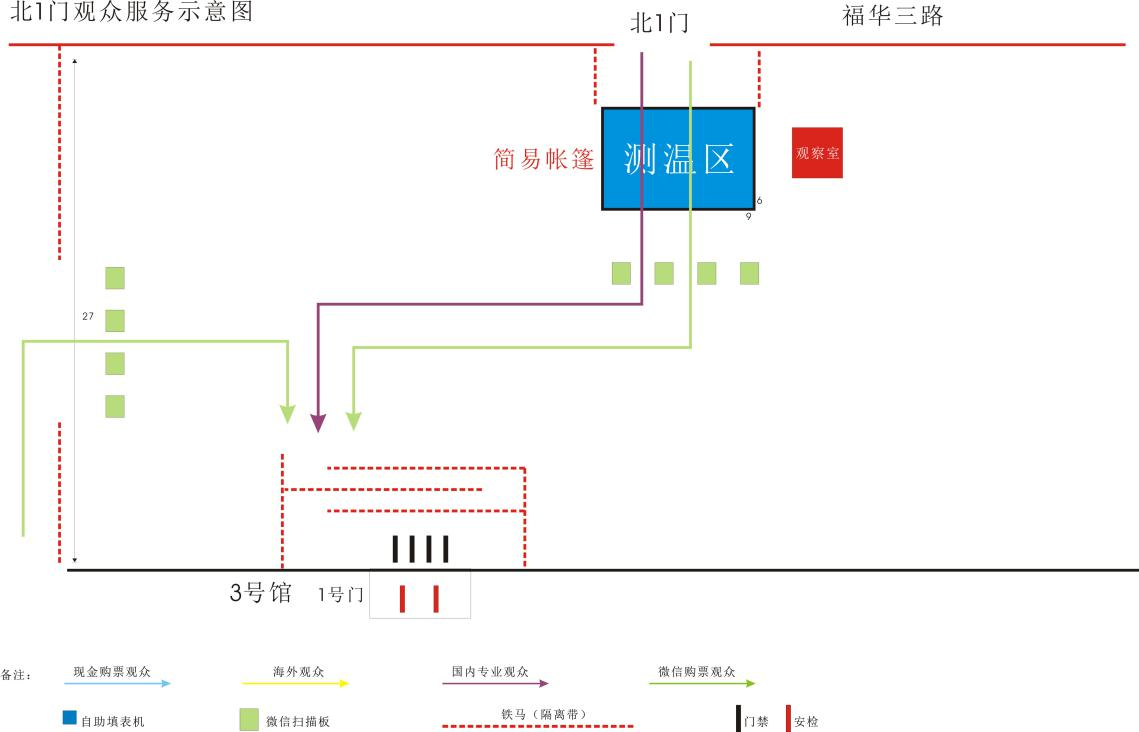 北1门观众服务示意图
北1门
福华三路
简易帐篷
测温区
观察室
6
9
27
3号馆
1号门
备注：
现金购票观众
海外观众
国内专业观众
微信购票观众
自助填表机
微信扫描板
铁马（隔离带）
门禁
安检